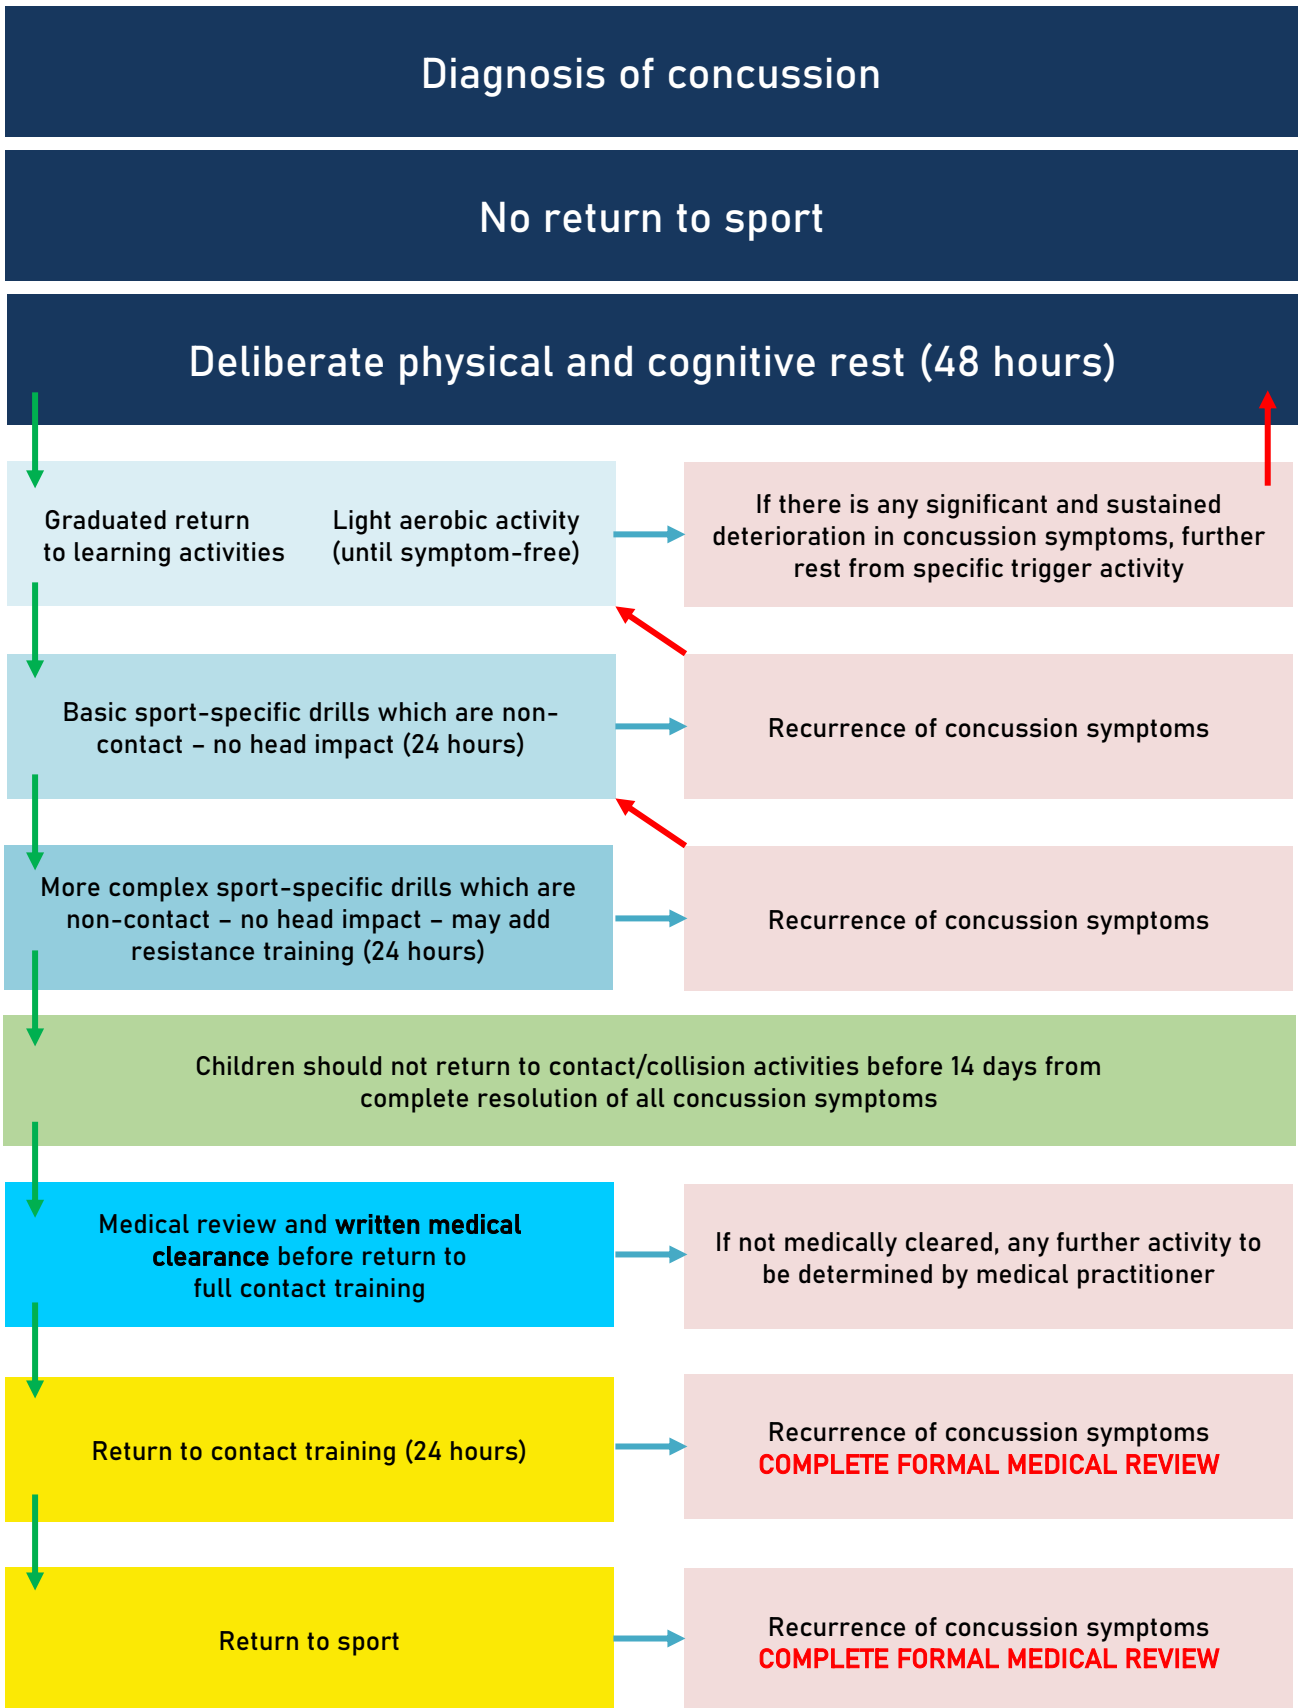 Diagnosis of concussion
No return to sport
Deliberate physical and cognitive rest (48 hours)
Graduated return
to learning activities
Light aerobic activity
(until symptom-free)
If there is any significant and sustained
deterioration in concussion symptoms, further
rest from specific trigger activity
Basic sport-specific drills which are non-
contact – no head impact (24 hours)
Recurrence of concussion symptoms
More complex sport-specific drills which are
non-contact – no head impact – may add
resistance training (24 hours)
Recurrence of concussion symptoms
Children should not return to contact/collision activities before 14 days from
complete resolution of all concussion symptoms
Medical review and written medical
clearance before return to
full contact training
If not medically cleared, any further activity to
be determined by medical practitioner
Return to contact training (24 hours)
Recurrence of concussion symptoms
COMPLETE FORMAL MEDICAL REVIEW
Return to sport
Recurrence of concussion symptoms
COMPLETE FORMAL MEDICAL REVIEW